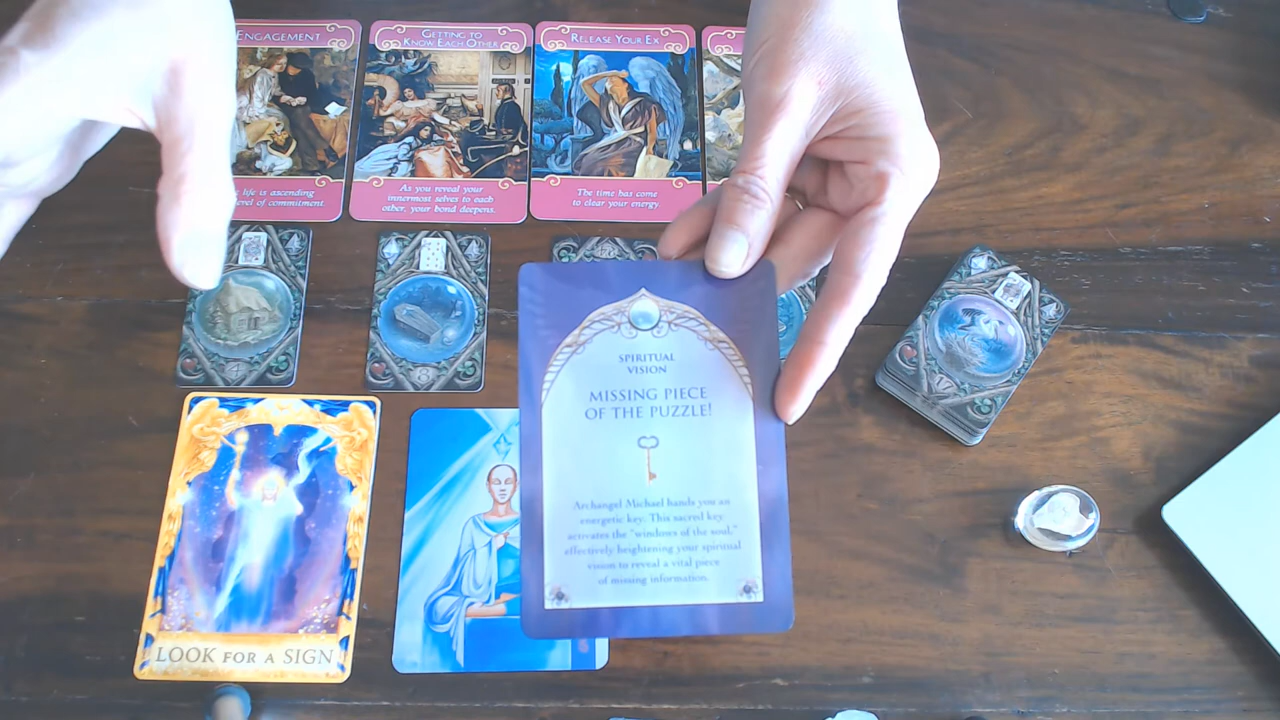 ENGAGEMENT
life is ascending
level of commitment.
GETTING TO
KNOW EACH OTHER
As you reveal your
innermost selves to each
other, your bond deepens.
RELEASE YOUR EX
The time has come
to clear your energy.
4
8
SPIRITUAL
VISION
MISSING PIECE
OF THE PUZZLE!
Archangel Michael hands you an
energetic key. This sacred key
activates the "windows of the soul,"
effectively heightening your spiritual
vision to reveal a vital piece
of missing information.
LOOK FOR A SIGN